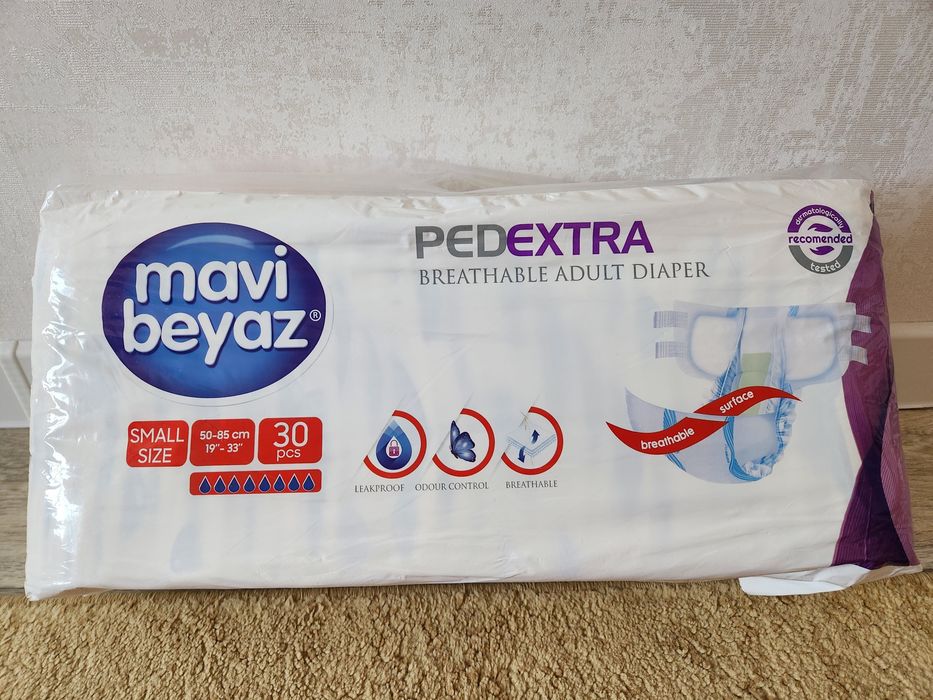 mavi
beyaz®
PEDEXTRA
BREATHABLE ADULT DIAPER
dermatologically
recomended
tested
SMALL
SIZE
50-85 cm
19"- 33"
30
pcs
LEAKPROOF
ODOUR CONTROL
BREATHABLE
breathable
surface